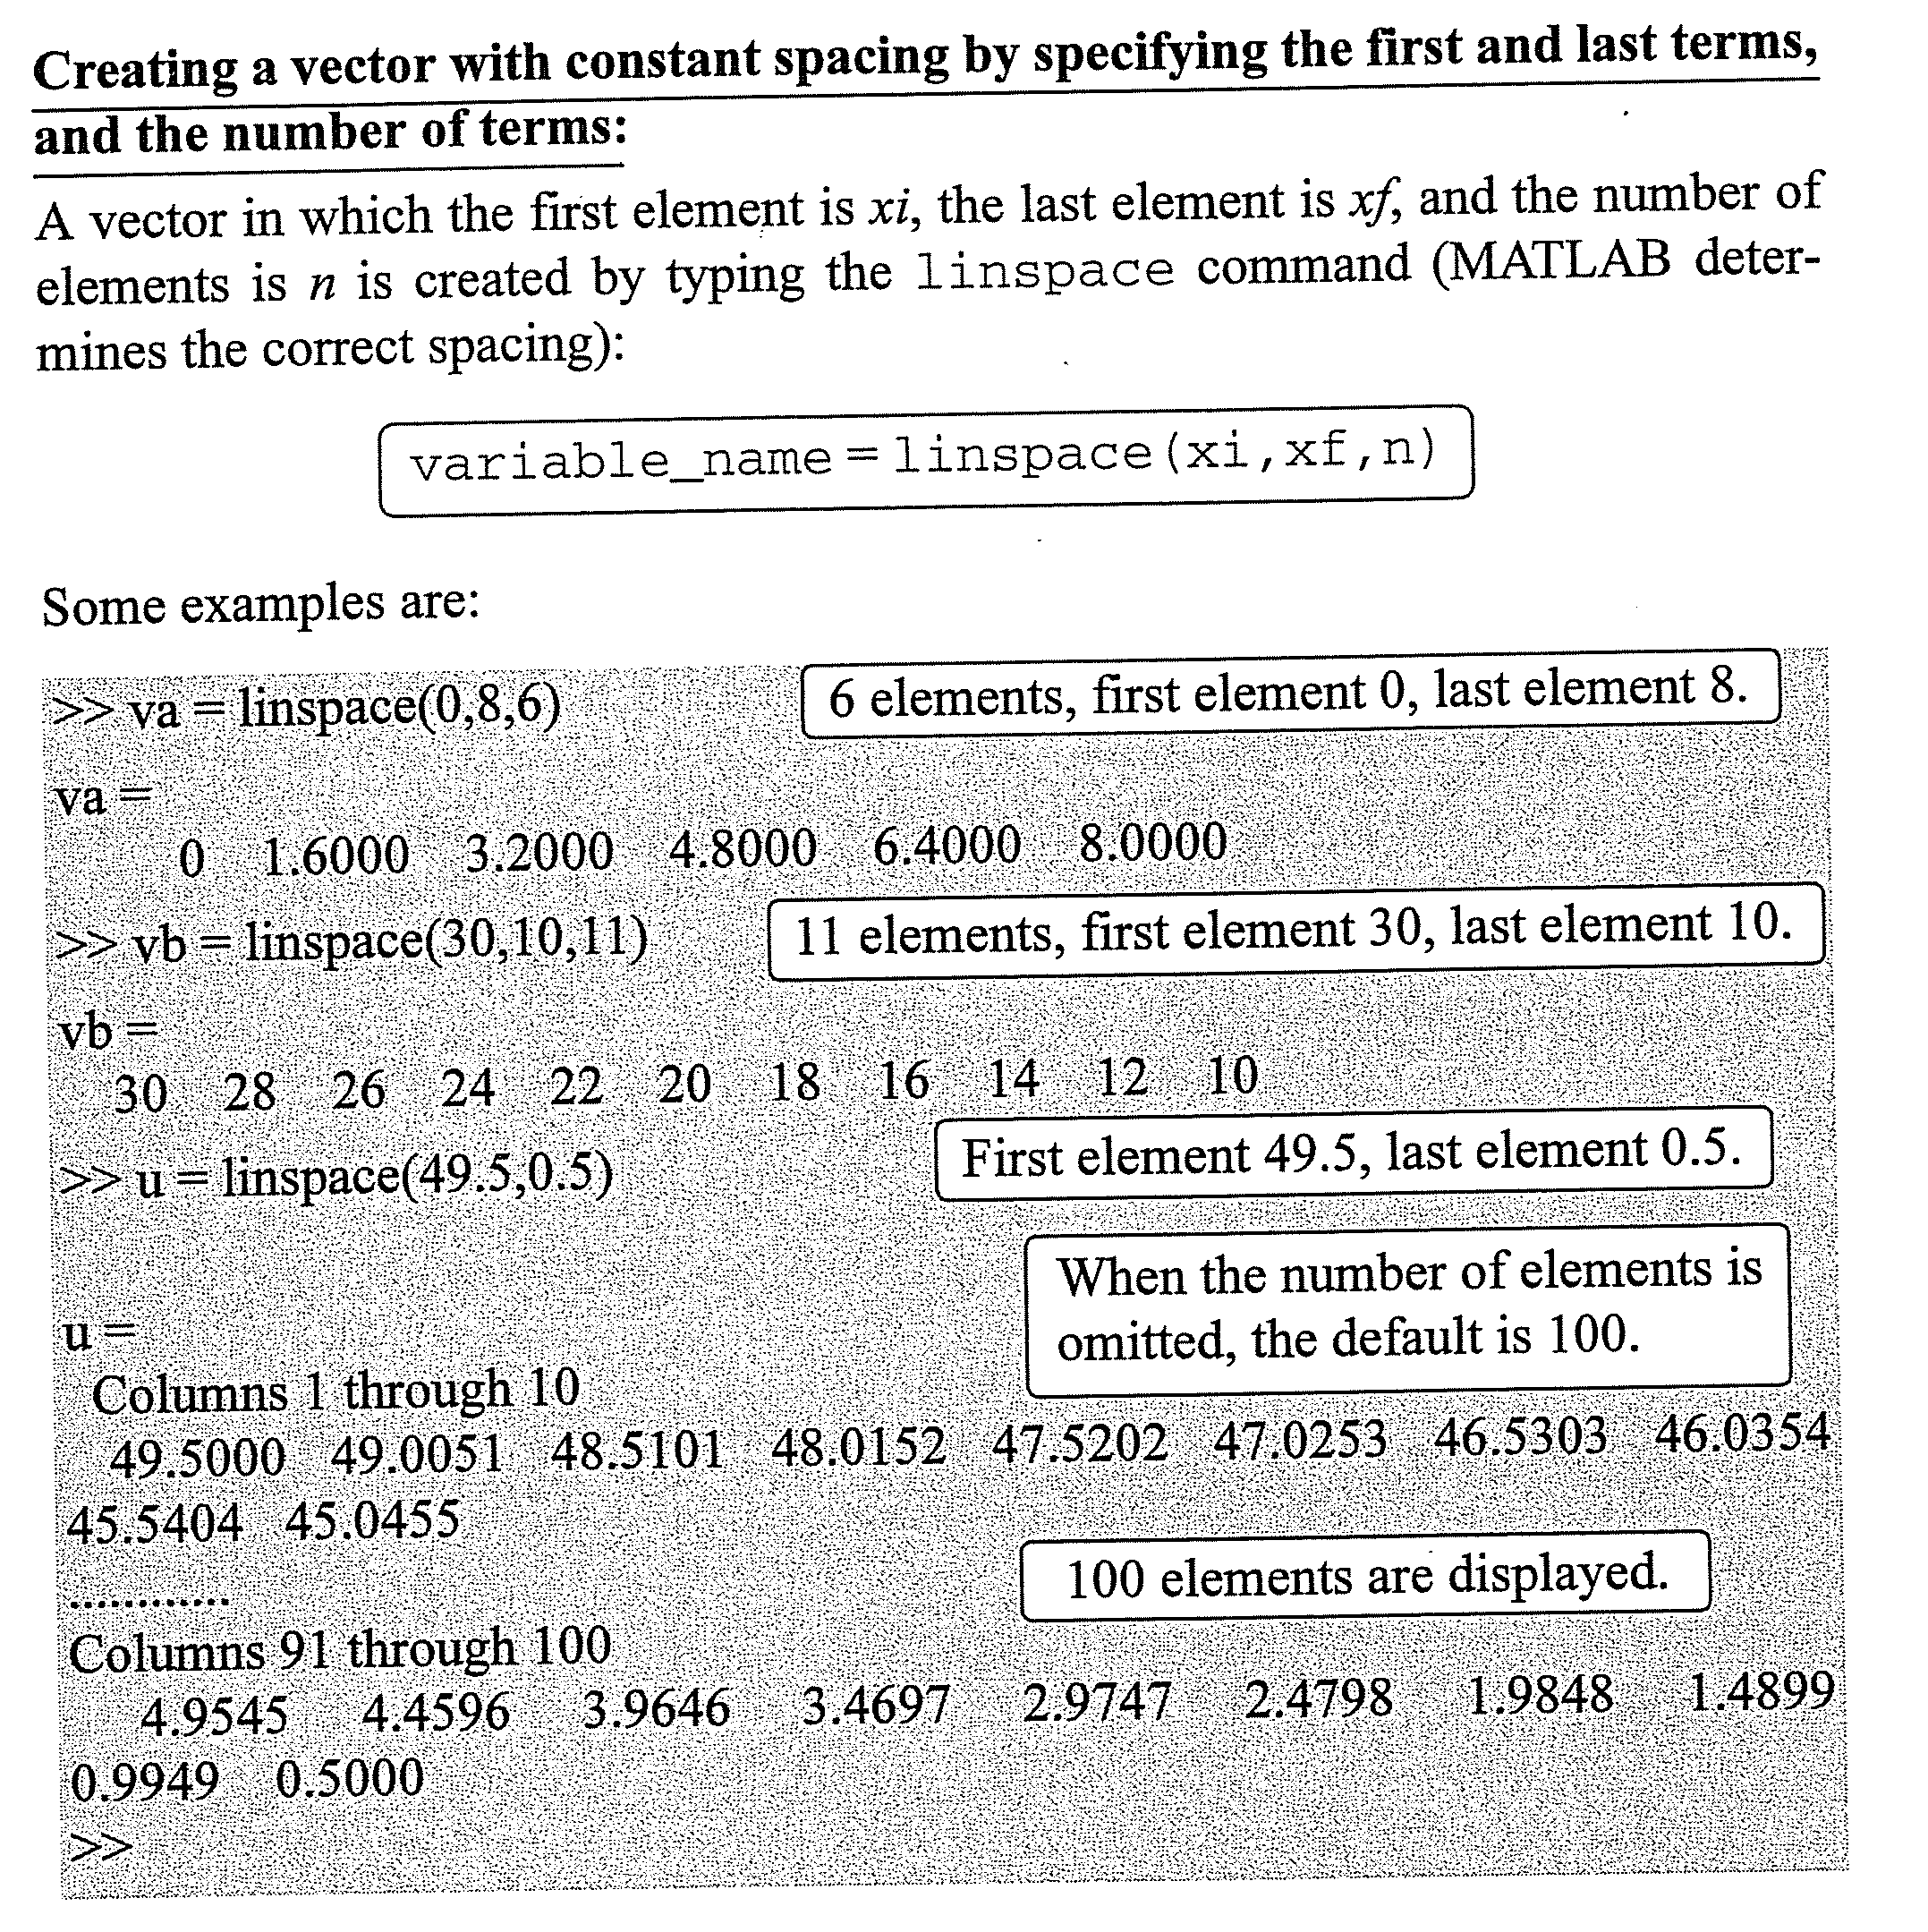 Creating a vector with constant spacing by specifying the first and last terms,
and the number of terms:
A vector in which the first element is xi, the last element is xf, and the number of
elements is n is created by typing the linspace command (MATLAB deter-
mines the correct spacing):
variable_name = linspace(xi,xf,n)
Some examples are:
>> va = linspace(0,8,6)
6 elements, first element 0, last element 8.
va =
0 1.6000 3.2000 4.8000 6.4000 8.0000
>> vb = linspace(30,10,11)
11 elements, first element 30, last element 10.
vb =
30 28 26 24 22 20 18 16 14 12 10
>> u = linspace(49.5,0.5)
First element 49.5, last element 0.5.
When the number of elements is
omitted, the default is 100.
u =
Columns 1 through 10
49.5000 49.0051 48.5101 48.0152 47.5202 47.0253 46.5303 46.0354
45.5404 45.0455
100 elements are displayed.
............
Columns 91 through 100
4.9545 4.4596 3.9646 3.4697 2.9747 2.4798 1.9848 1.4899
0.9949 0.5000
>>